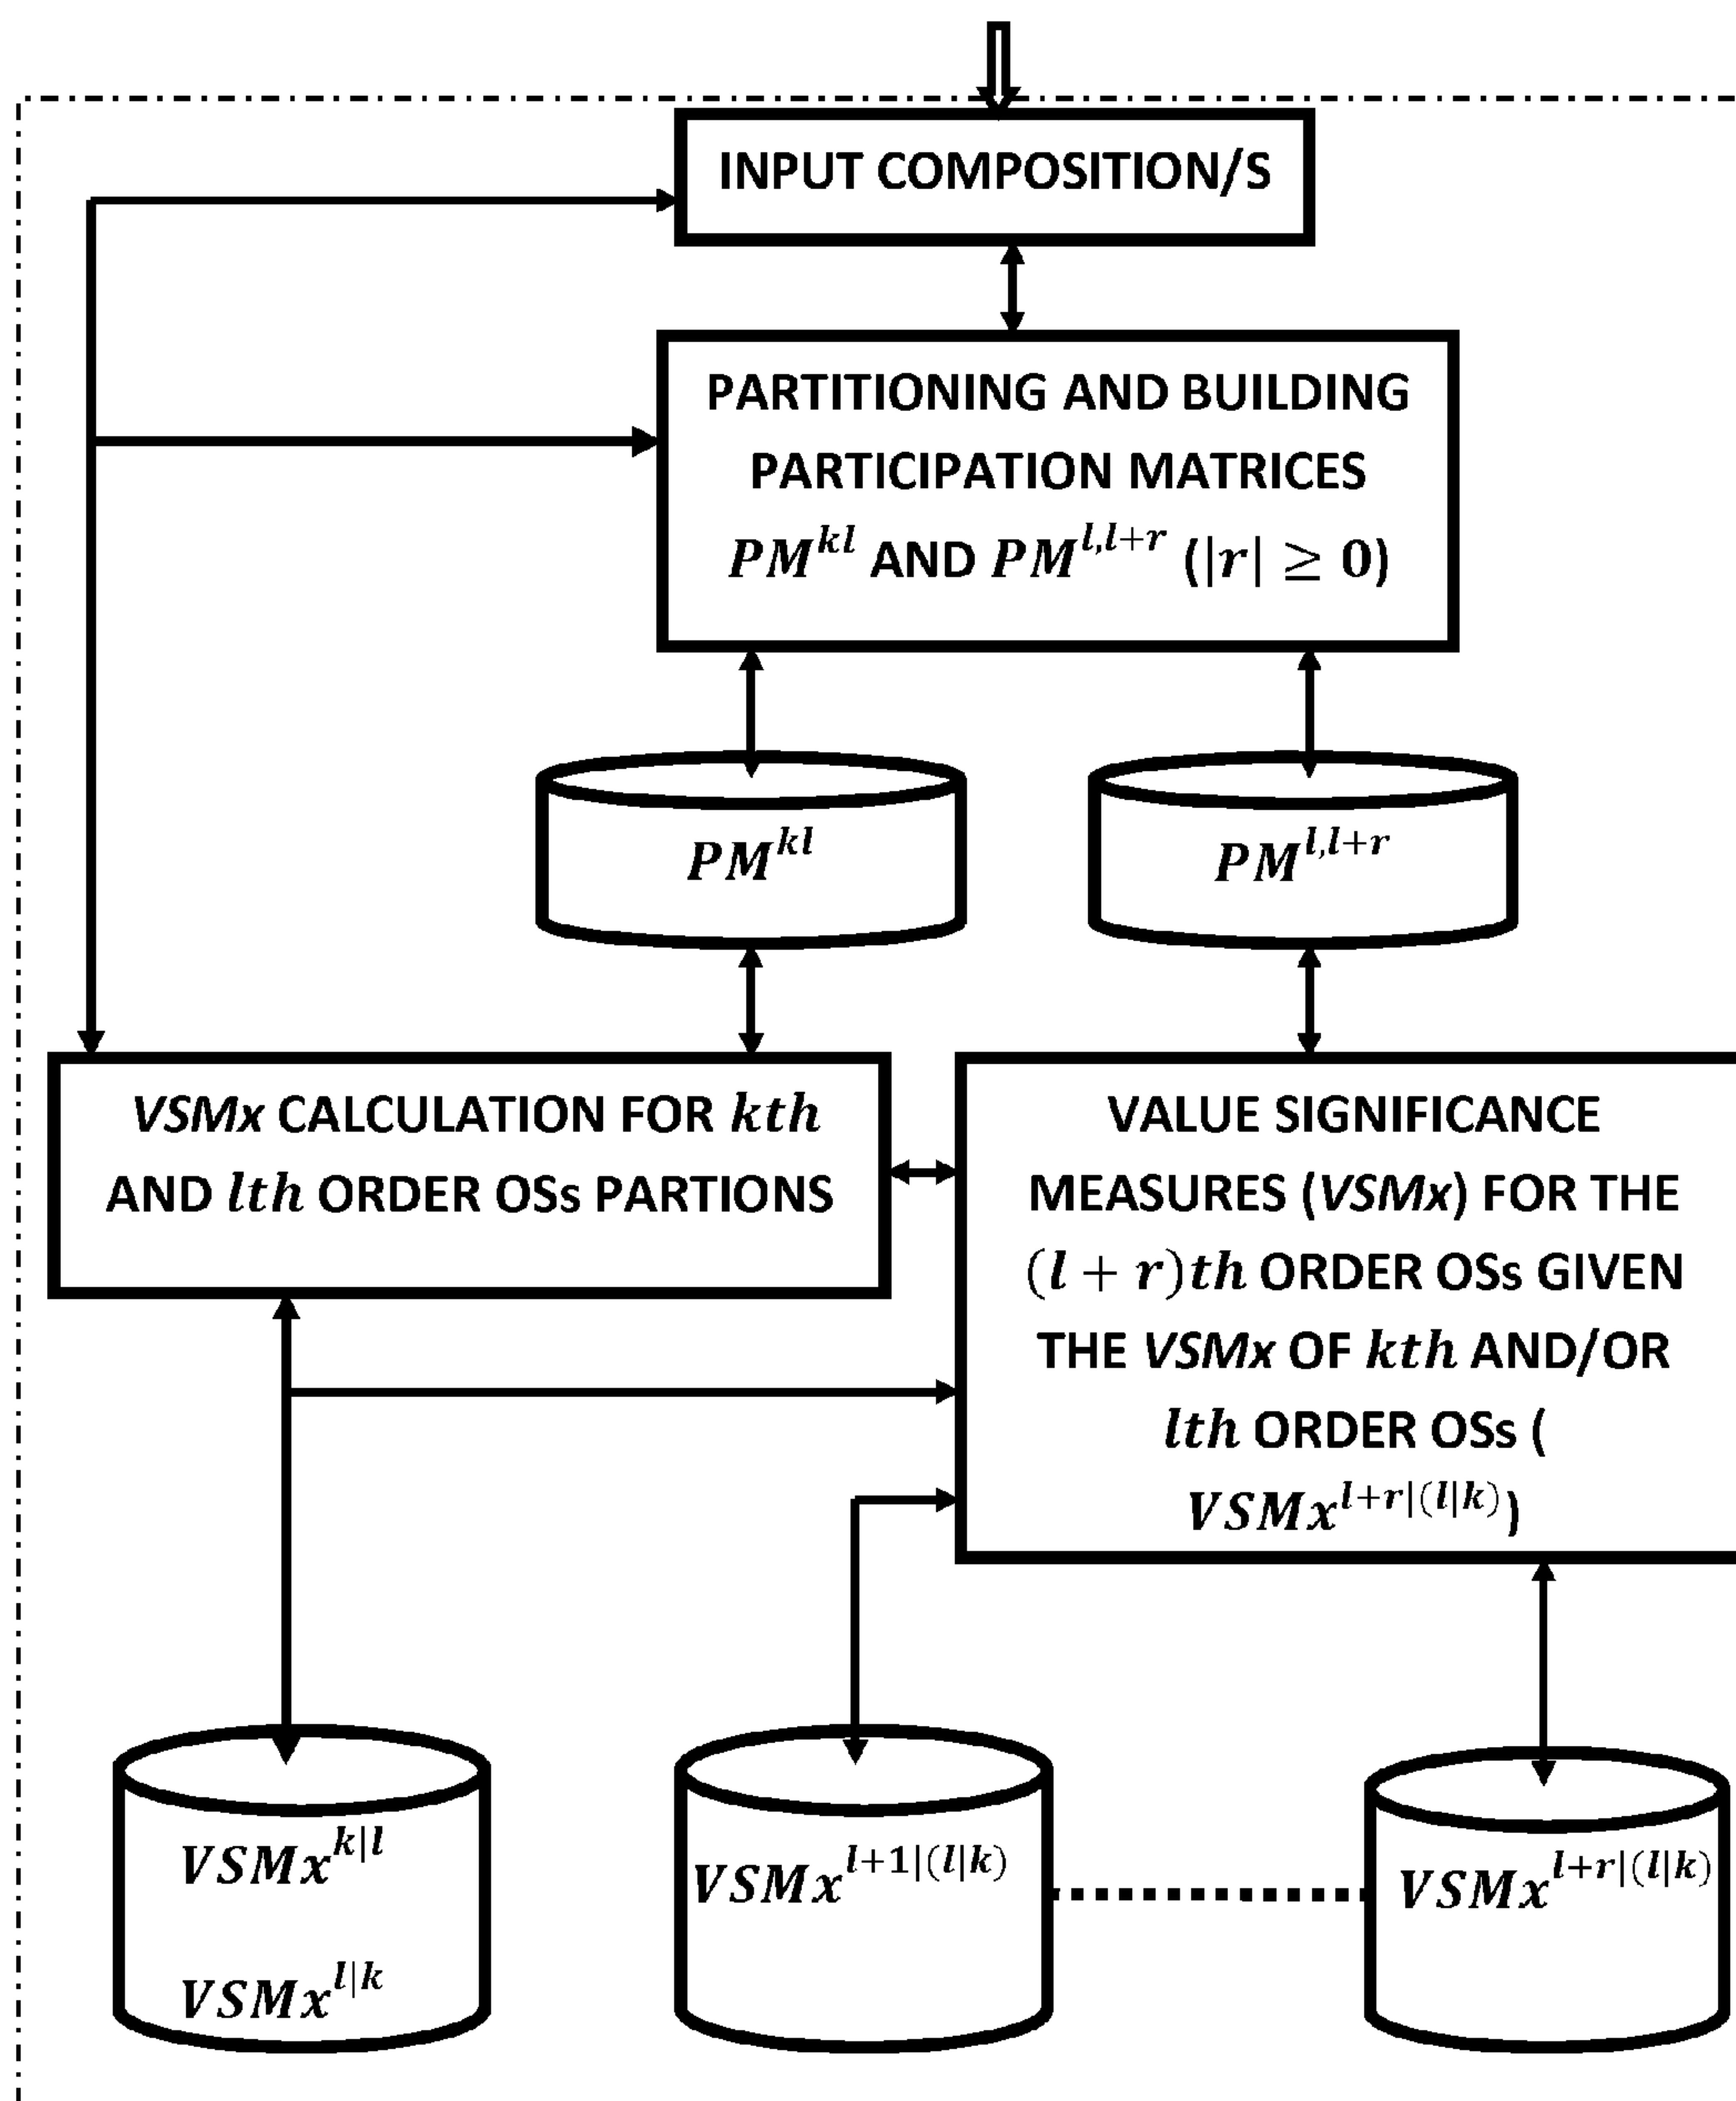 INPUT COMPOSITION/S
PARTITIONING AND BUILDING
PARTICIPATION MATRICES
PM^{kl} AND PM^{l,l+r} (|r| ≥ 0)
PM^{kl}
PM^{l,l+r}
VSMx CALCULATION FOR kth
AND lth ORDER OSs PARTIONS
VALUE SIGNIFICANCE
MEASURES (VSMx) FOR THE
(l + r)th ORDER OSs GIVEN
THE VSMx OF kth AND/OR
lth ORDER OSs (
VSMx^{l+r|(l|k)})
VSMx^{k|l}
VSMx^{l|k}
VSMx^{l+1|(l|k)}
VSMx^{l+r|(l|k)}